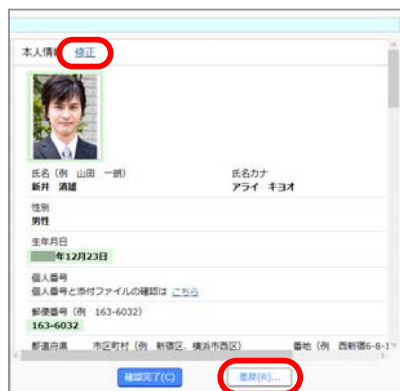 本人情報 修正
氏名（例 山田 一朗） 氏名カナ
新井 清雄 アライ キヨオ
性別
男性
生年月日
年12月23日
個人番号
個人番号と添付ファイルの確認は こちら
郵便番号（例 163-6032）
163-6032
都道府県 市区町村（例 新宿区、横浜市西区） 番地（例 西新宿6-8-1
確認完了(C) 差戻(R)...